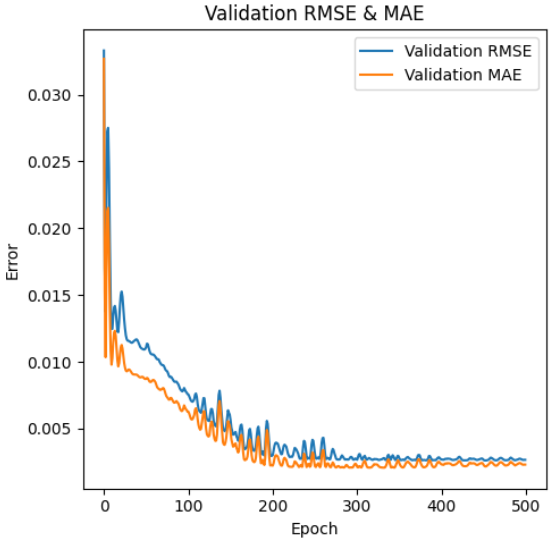 Validation RMSE & MAE
Validation RMSE
Validation MAE
0.030
0.025
0.020
0.015
0.010
0.005
Error
0 100 200 300 400 500
Epoch